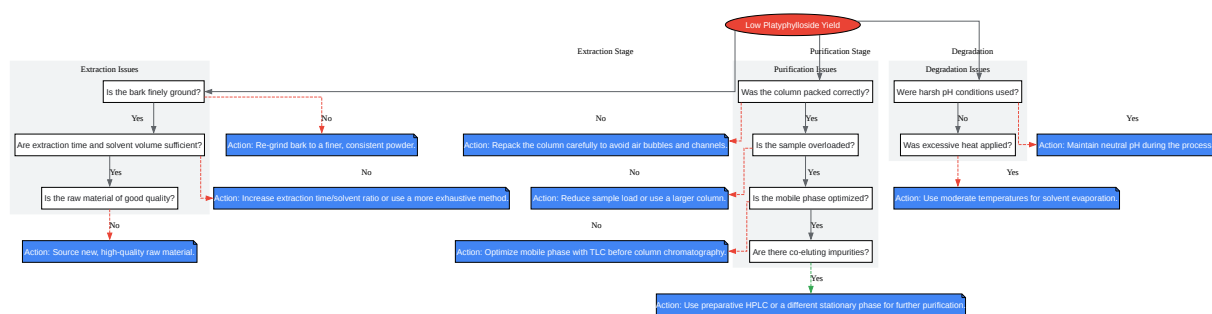 Low Platyphylloside Yield
Extraction Stage
Purification Stage
Degradation
Extraction Issues
Purification Issues
Degradation Issues
Is the bark finely ground?
Was the column packed correctly?
Were harsh pH conditions used?
Yes
No
No
Yes
No
Yes
Are extraction time and solvent volume sufficient?
Action: Re-grind bark to a finer, consistent powder.
Action: Repack the column carefully to avoid air bubbles and channels.
Is the sample overloaded?
Was excessive heat applied?
Action: Maintain neutral pH during the process.
Yes
No
No
Yes
Yes
Is the raw material of good quality?
Action: Increase extraction time/solvent ratio or use a more exhaustive method.
Action: Reduce sample load or use a larger column.
Is the mobile phase optimized?
Action: Use moderate temperatures for solvent evaporation.
No
No
Yes
Action: Source new, high-quality raw material.
Action: Optimize mobile phase with TLC before column chromatography.
Are there co-eluting impurities?
Yes
Action: Use preparative HPLC or a different stationary phase for further purification.